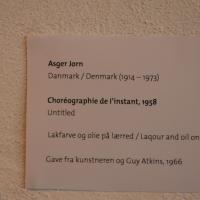 Asger Jorn
Danmark / Denmark (1914 – 1973)
Choréographie de l'instant, 1958
Untitled
Lakfarve og olie på lærred / Laqour and oil on
Gave fra kunstneren og Guy Atkins, 1966